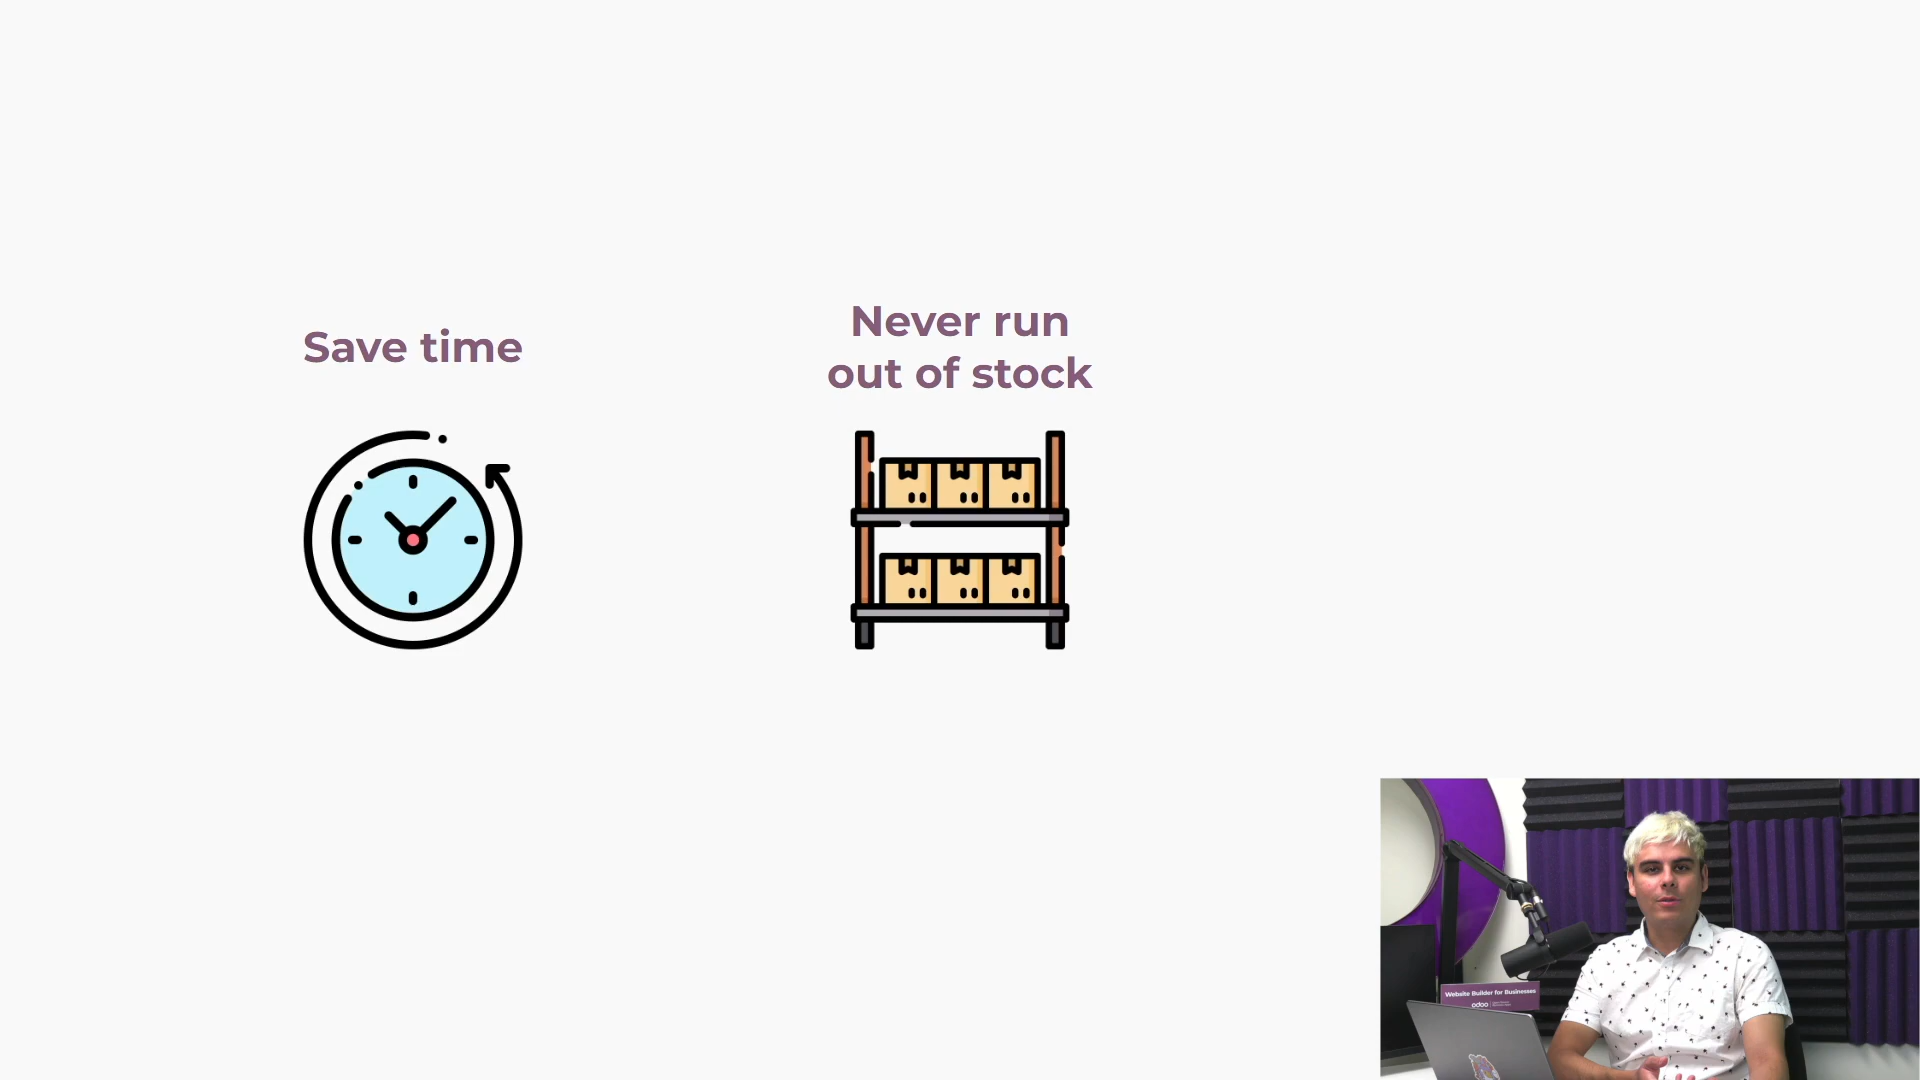 Save time
Never run
out of stock
Website Builder for Businesses
odoo